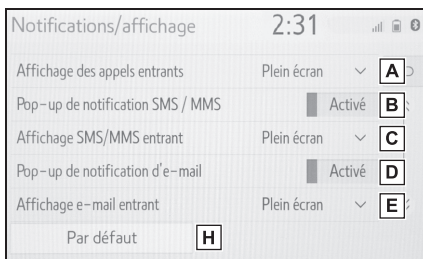 Notifications/affichage 2:31
Affichage des appels entrants Plein écran A
Pop-up de notification SMS / MMS Activé B
Affichage SMS/MMS entrant Plein écran C
Pop-up de notification d'e-mail Activé D
Affichage e-mail entrant Plein écran E
Par défaut H